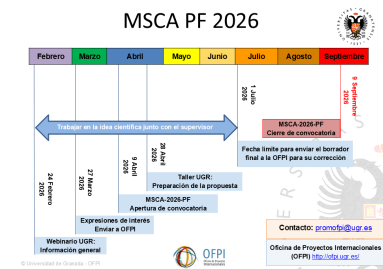 MSCA PF 2026
Febrero
Marzo
Abril
Mayo
Junio
Julio
Agosto
Septiembre
24 Febrero
2026
27 Marzo
2026
9 Abril
2026
28 Abril
2026
1 Julio
2026
9 Septiembre
2026
Trabajar en la idea científica junto con el supervisor
MSCA-2026-PF
Cierre de convocatoria
Fecha límite para enviar el borrador
final a la OFPI para su corrección
Taller UGR:
Preparación de la propuesta
MSCA-2026-PF
Apertura de convocatoria
Expresiones de interés
Enviar a OFPI
Webinario UGR:
Información general
Contacto: promofpi@ugr.es
Oficina de Proyectos Internacionales
(OFPI) http://ofpi.ugr.es/
OFPI
© Universidad de Granada - OFPI